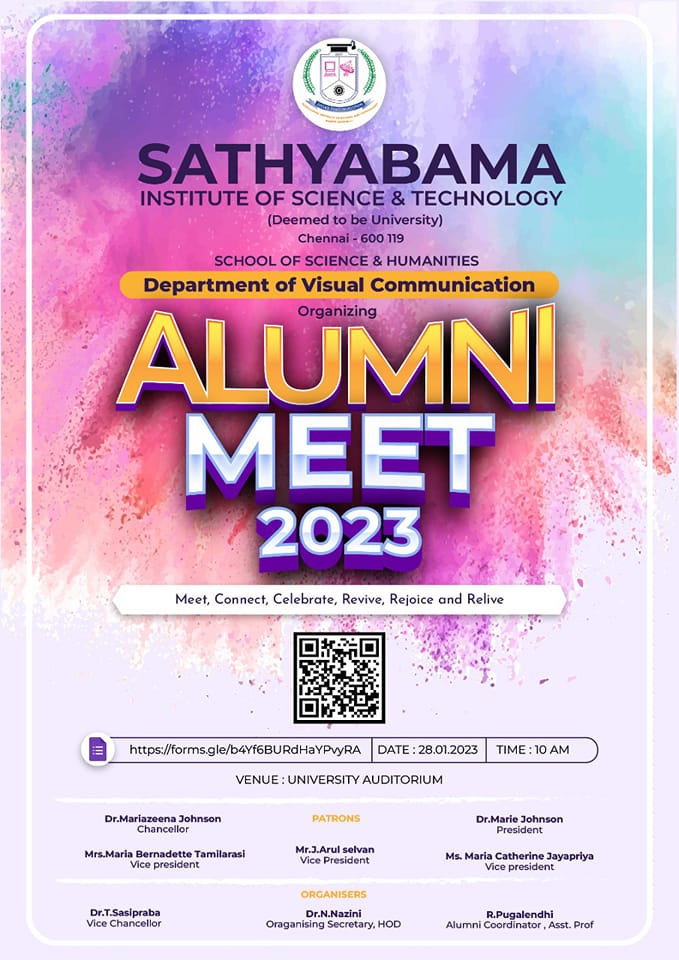 SATHYABAMA
INSTITUTE OF SCIENCE & TECHNOLOGY
(Deemed to be University)
Chennai - 600 119
SCHOOL OF SCIENCE & HUMANITIES
Department of Visual Communication
Organizing
ALUMNI
MEET
2023
Meet, Connect, Celebrate, Revive, Rejoice and Relive
https://forms.gle/b4Yf6BURdHaYPvyRA DATE : 28.01.2023 TIME : 10 AM
VENUE : UNIVERSITY AUDITORIUM
PATRONS
Dr.Mariazeena Johnson
Chancellor
Dr.Marie Johnson
President
Mrs.Maria Bernadette Tamilarasi
Vice president
Mr.J.Arul selvan
Vice President
Ms. Maria Catherine Jayapriya
Vice president
ORGANISERS
Dr.T.Sasipraba
Vice Chancellor
Dr.N.Nazini
Oraganising Secretary, HOD
R.Pugalendhi
Alumni Coordinator , Asst. Prof